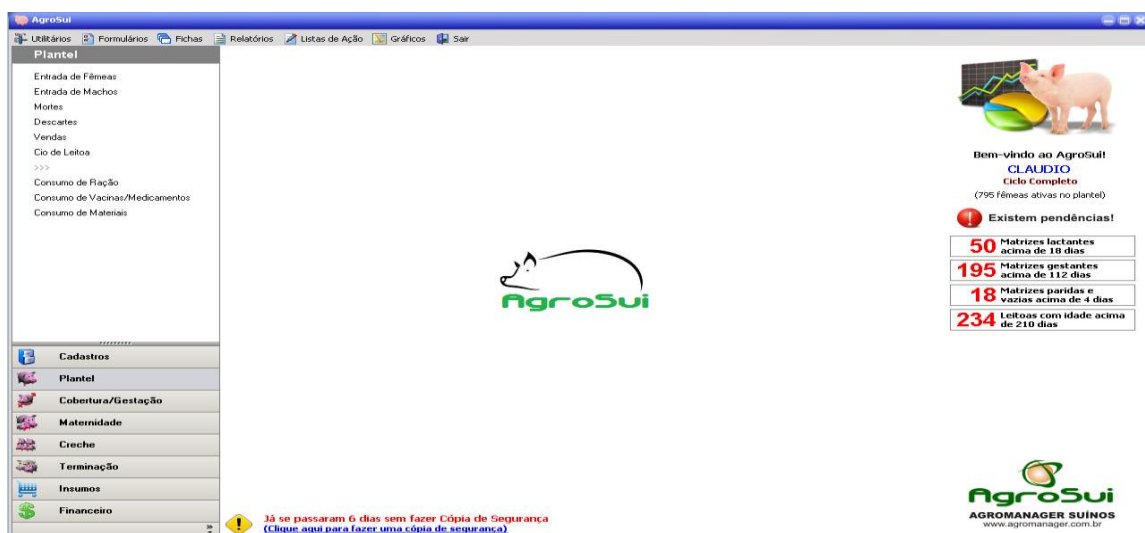 AgroSui
Utilitários Formulários Fichas Relatórios Listas de Ação Gráficos Sair
Plantel
Entrada de Fêmeas
Entrada de Machos
Mortes
Descartes
Vendas
Cio de Leitoa
>>>
Consumo de Ração
Consumo de Vacinas/Medicamentos
Consumo de Materiais
Cadastros
Plantel
Cobertura/Gestação
Maternidade
Creche
Terminação
Insumos
Financeiro
AgroSui
Já se passaram 6 dias sem fazer Cópia de Segurança
(Clique aqui para fazer uma cópia de segurança)
Bem-vindo ao AgroSui!
CLAUDIO
Ciclo Completo
(795 fêmeas ativas no plantel)
Existem pendências!
50 Matrizes lactantes
acima de 18 dias
195 Matrizes gestantes
acima de 112 dias
18 Matrizes paridas e
vazias acima de 4 dias
234 Leitoas com idade acima
de 210 dias
AgroSui
AGROMANAGER SUÍNOS
www.agromanager.com.br